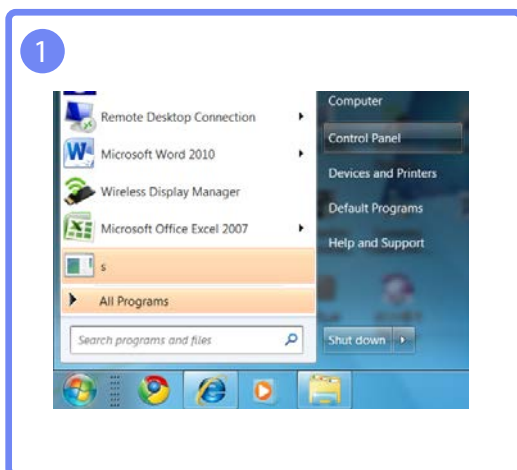 1
Remote Desktop Connection
Microsoft Word 2010
Wireless Display Manager
Microsoft Office Excel 2007
s
All Programs
Search programs and files
Computer
Control Panel
Devices and Printers
Default Programs
Help and Support
Shut down